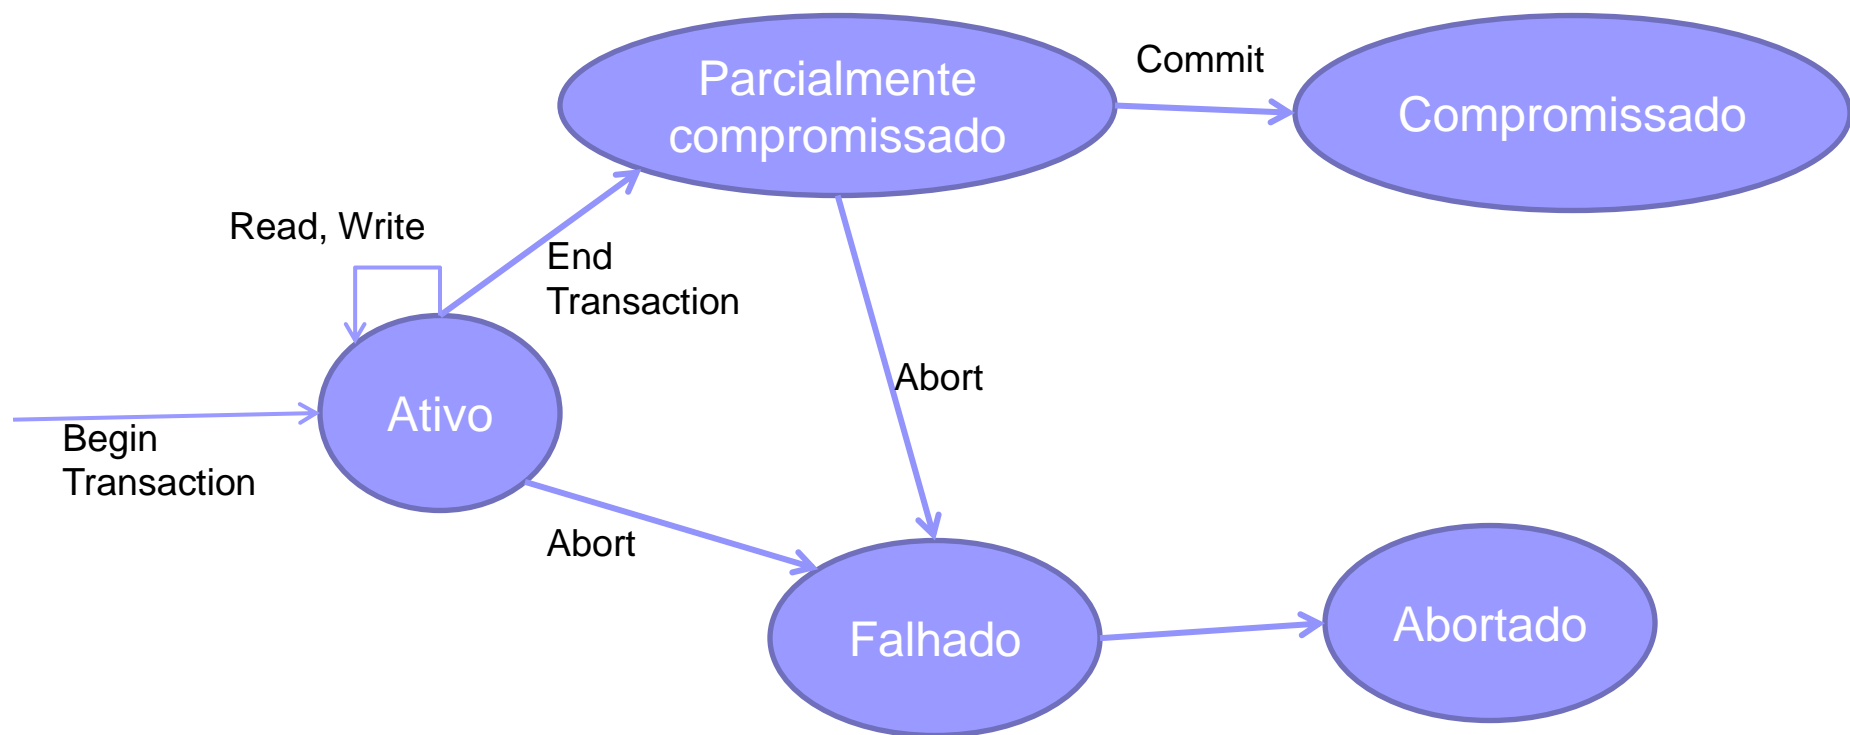 Parcialmente
compromissado
Commit
Compromissado
Read, Write
End
Transaction
Abort
Ativo
Begin
Transaction
Abort
Falhado
Abortado